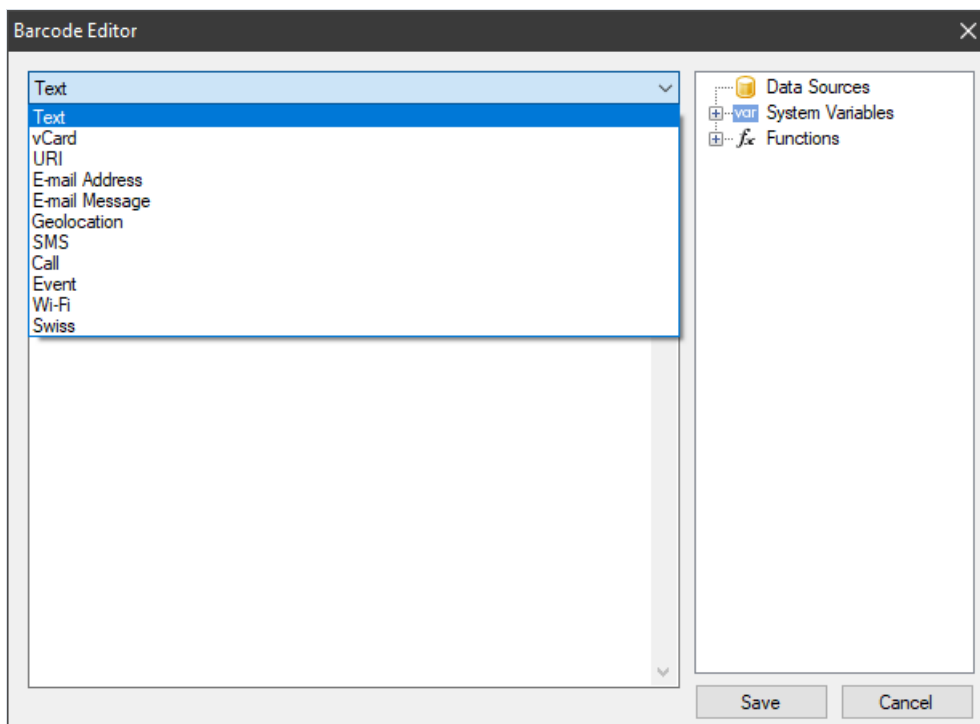 Barcode Editor
Text
Text
vCard
URI
E-mail Address
E-mail Message
Geolocation
SMS
Call
Event
Wi-Fi
Swiss
Data Sources
var System Variables
fx Functions
Save
Cancel